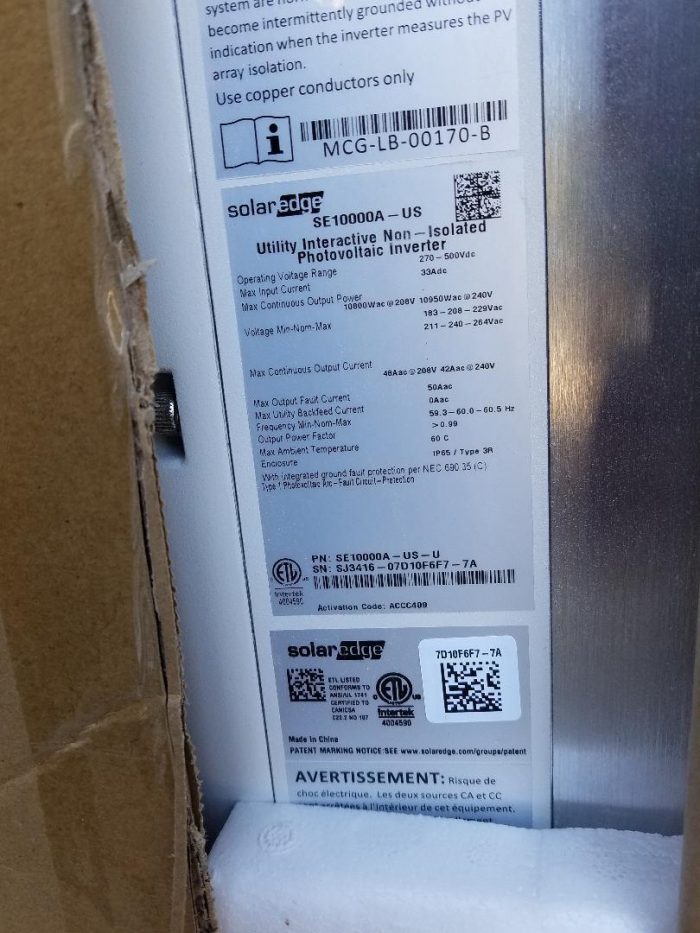 system are
become intermittently grounded without
indication when the inverter measures the PV
array isolation.
Use copper conductors only
MCG-LB-00170-B
solaredge
SE10000A-US
Utility Interactive Non-Isolated
Photovoltaic Inverter
Operating Voltage Range 270-500Vdc
Max Input Current 33Adc
Max Continuous Output Power 10800Wac@208V 10950Wac@240V
Voltage Min-Nom-Max 183-208-229Vac
211-240-264Vac
Max Continuous Output Current 48Aac@208V 42Aac@240V
Max Output Fault Current 50Aac
Max Utility Backfeed Current 0Aac
Frequency Min-Nom-Max 59.3-60.0-60.5 Hz
Output Power Factor >0.99
Max Ambient Temperature 60 C
Enclosure IP65 / Type 3R
With integrated ground fault protection per NEC 690.35 (C)
Type 1 Photovoltaic Arc-Fault Circuit-Protection
PN: SE10000A-US-U
SN: SJ3416-07D10F6F7-7A
ETL
Intertek
4004590
Activation Code: ACCC409
solaredge
7D10F6F7-7A
ETL LISTED
CONFORMS TO
ANSI/UL 1741
CERTIFIED TO
CAN/CSA
C22.2 NO 107
c ETL us
Intertek
4004590
Made in China
PATENT MARKING NOTICE:SEE www.solaredge.com/groups/patent
AVERTISSEMENT: Risque de
choc électrique. Les deux sources CA et CC
arrêtées à l'intérieur de cet équipement.